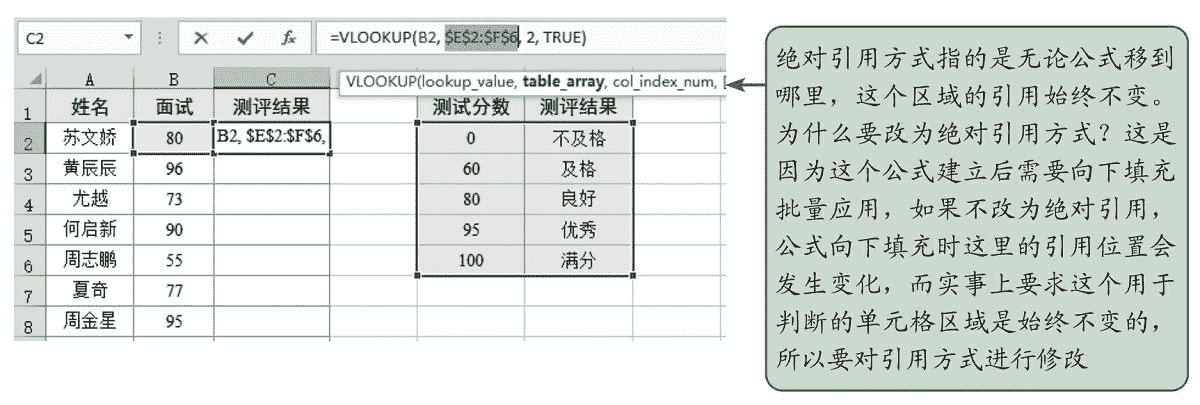 C2 =VLOOKUP(B2, $E$2:$F$6, 2, TRUE)
VLOOKUP(lookup_value, table_array, col_index_num, [
A B C
1 姓名 面试 测评结果 测试分数 测评结果
2 苏文娇 80 B2, $E$2:$F$6, 0 不及格
3 黄辰辰 96 60 及格
4 尤越 73 80 良好
5 何启新 90 95 优秀
6 周志鹏 55 100 满分
7 夏奇 77
8 周金星 95
绝对引用方式指的是无论公式移到
哪里，这个区域的引用始终不变。
为什么要改为绝对引用方式？这是
因为这个公式建立后需要向下填充
批量应用，如果不改为绝对引用，
公式向下填充时这里的引用位置会
发生变化，而实事上要求这个用于
判断的单元格区域是始终不变的，
所以要对引用方式进行修改